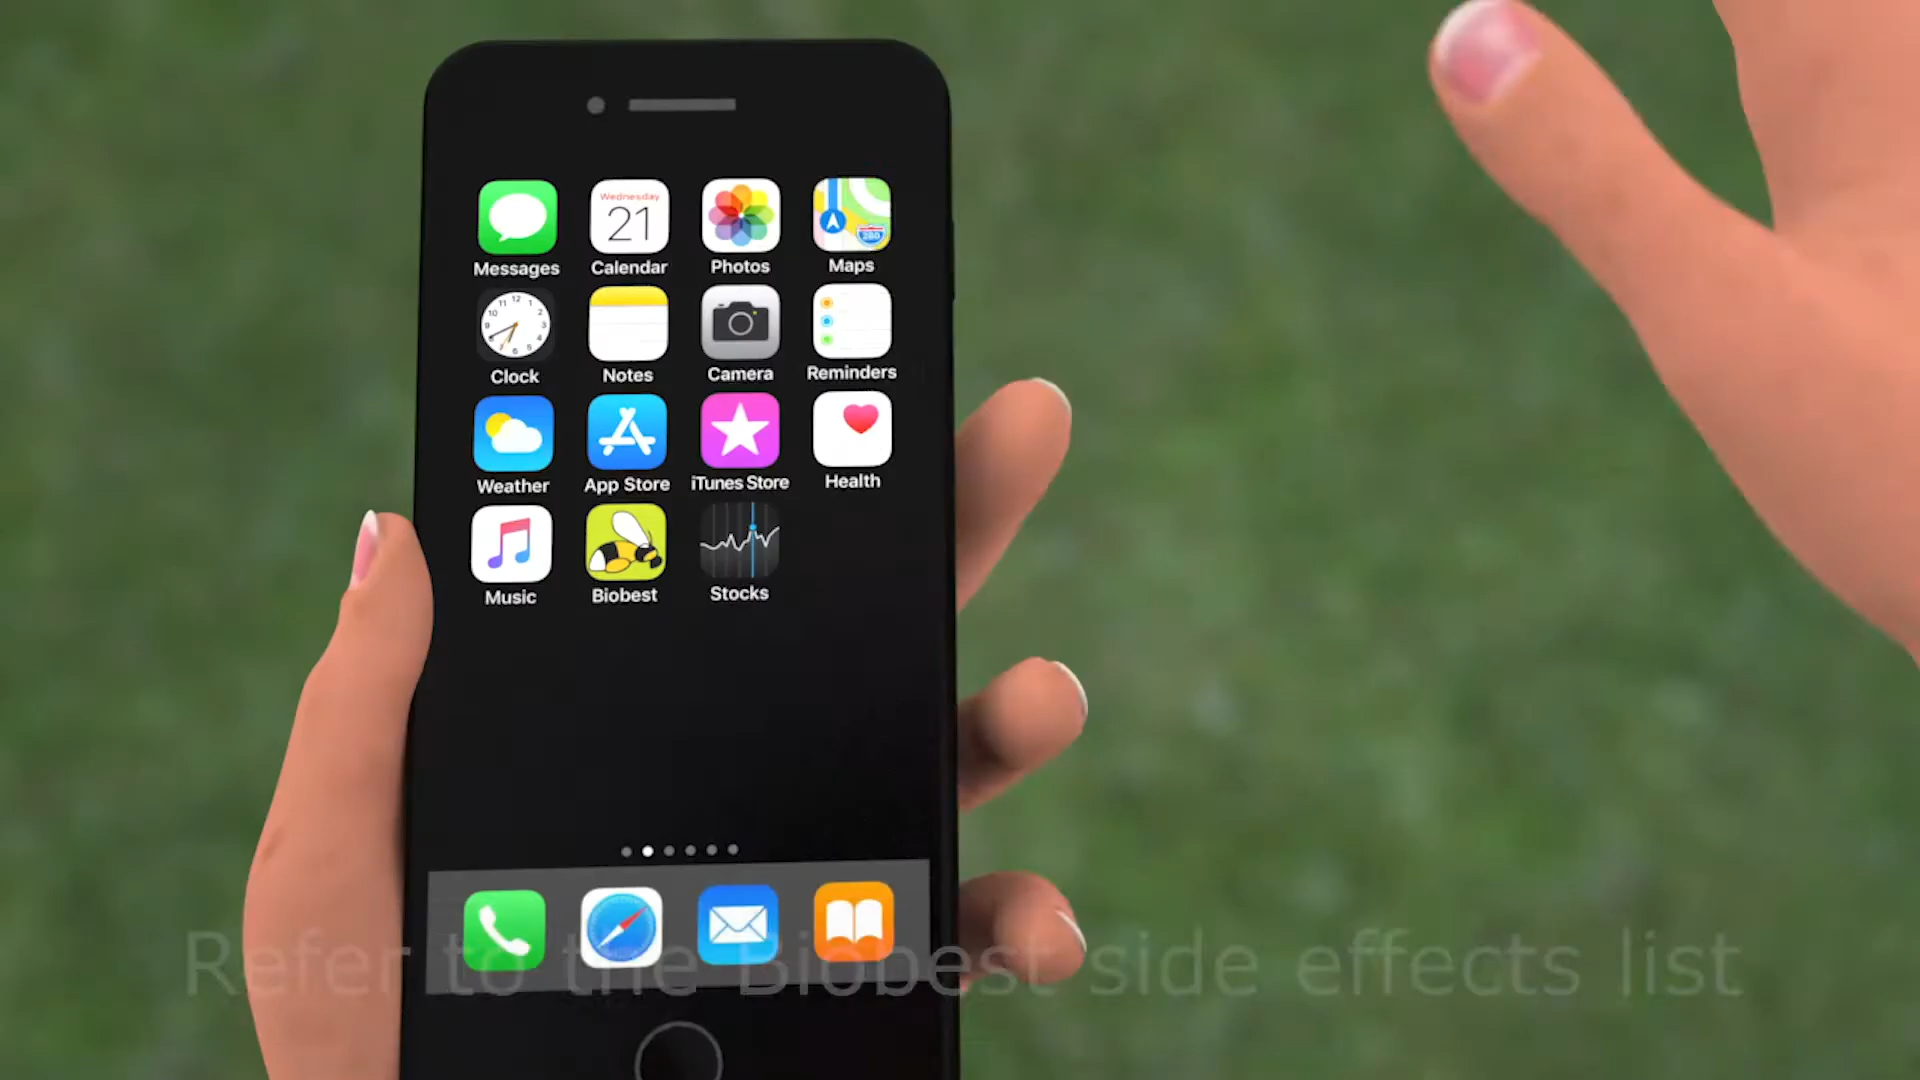 Messages
Wednesday
21
Calendar
Photos
280
Maps
Clock
Notes
Camera
Reminders
Weather
App Store
iTunes Store
Health
Music
Biobest
Stocks
Refer to the Biobest side effects list